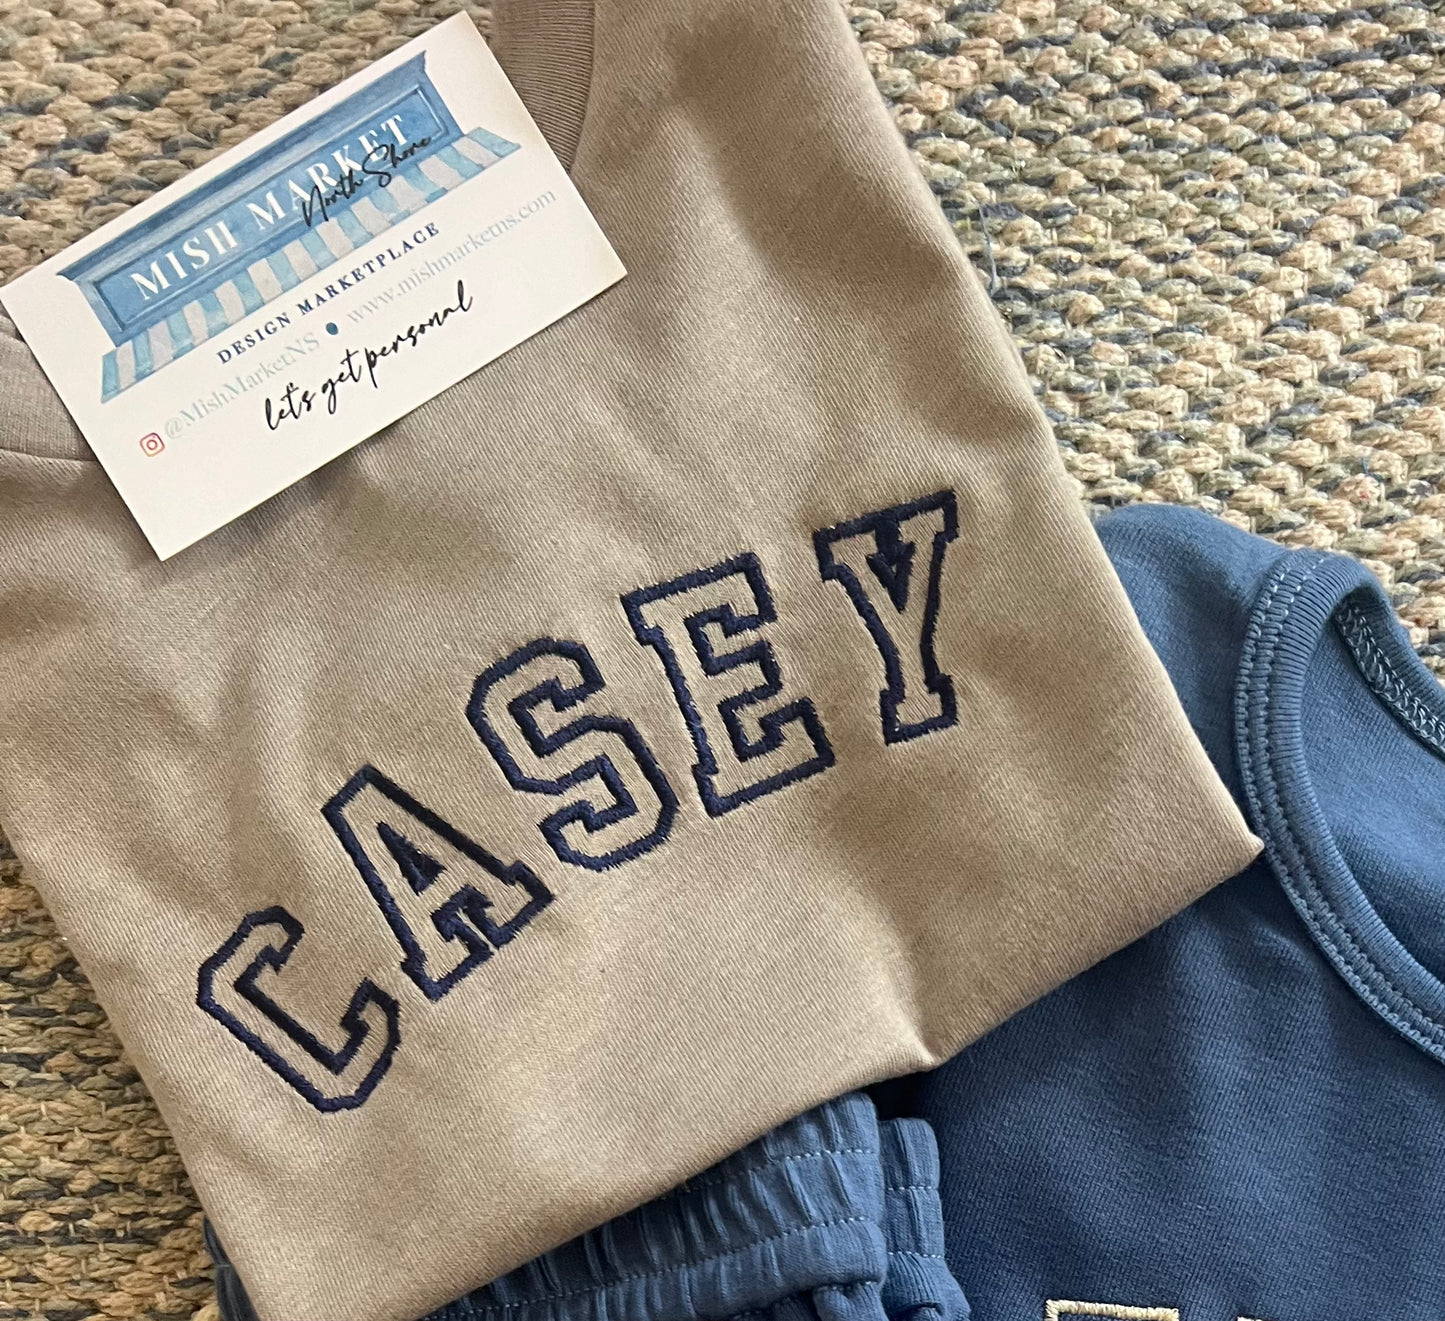 MISH MARKET
North Shore
DESIGN MARKETPLACE
@MishMarketNS • www.mishmarketns.com
let's get personal
CASEY